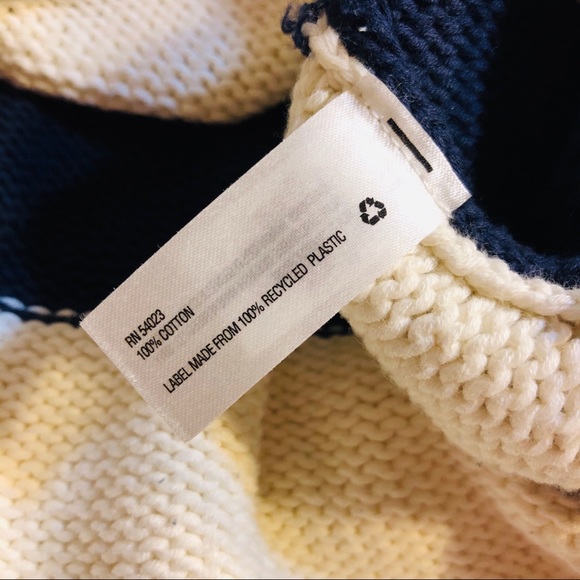 RN 54023
100% COTTON
LABEL MADE FROM 100% RECYCLED PLASTIC